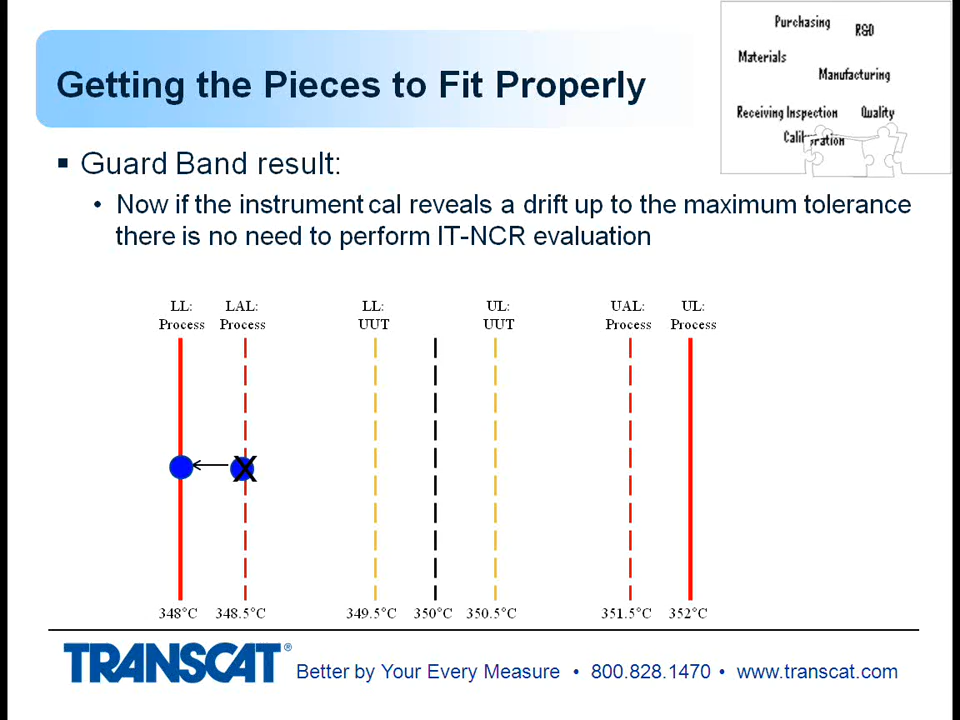 Purchasing
R&D
Materials
Manufacturing
Receiving Inspection
Quality
Calibration
Getting the Pieces to Fit Properly
Guard Band result:
Now if the instrument cal reveals a drift up to the maximum tolerance
there is no need to perform IT-NCR evaluation
LL: LAL: LL: UL: UAL: UL:
Process Process UUT UUT Process Process
X
348°C 348.5°C 349.5°C 350°C 350.5°C 351.5°C 352°C
TRANSCAT® Better by Your Every Measure • 800.828.1470 • www.transcat.com